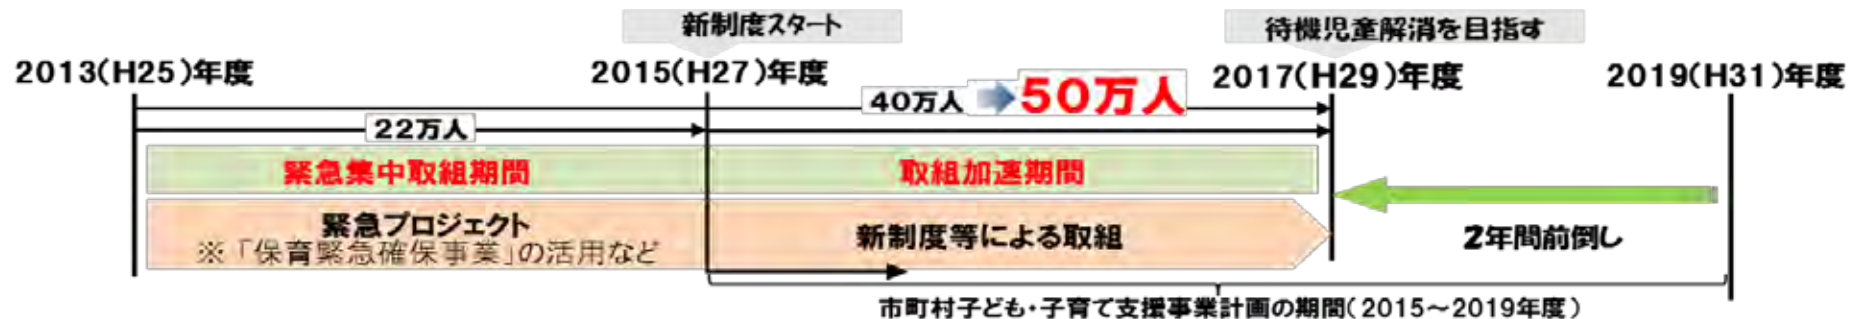 新制度スタート
待機児童解消を目指す
2013(H25)年度
2015(H27)年度
2017(H29)年度
2019(H31)年度
40万人
50万人
22万人
緊急集中取組期間
取組加速期間
緊急プロジェクト
※「保育緊急確保事業」の活用など
新制度等による取組
2年間前倒し
市町村子ども・子育て支援事業計画の期間(2015～2019年度)